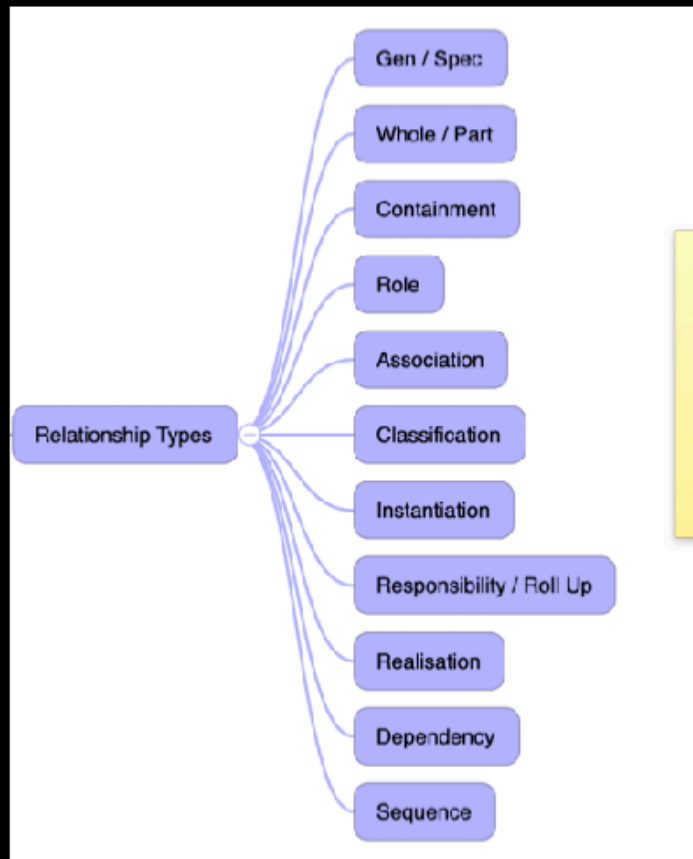 Gen / Spec
Whole / Part
Containment
Role
Association
Relationship Types
Classification
Instantiation
Responsibility / Roll Up
Realisation
Dependency
Sequence